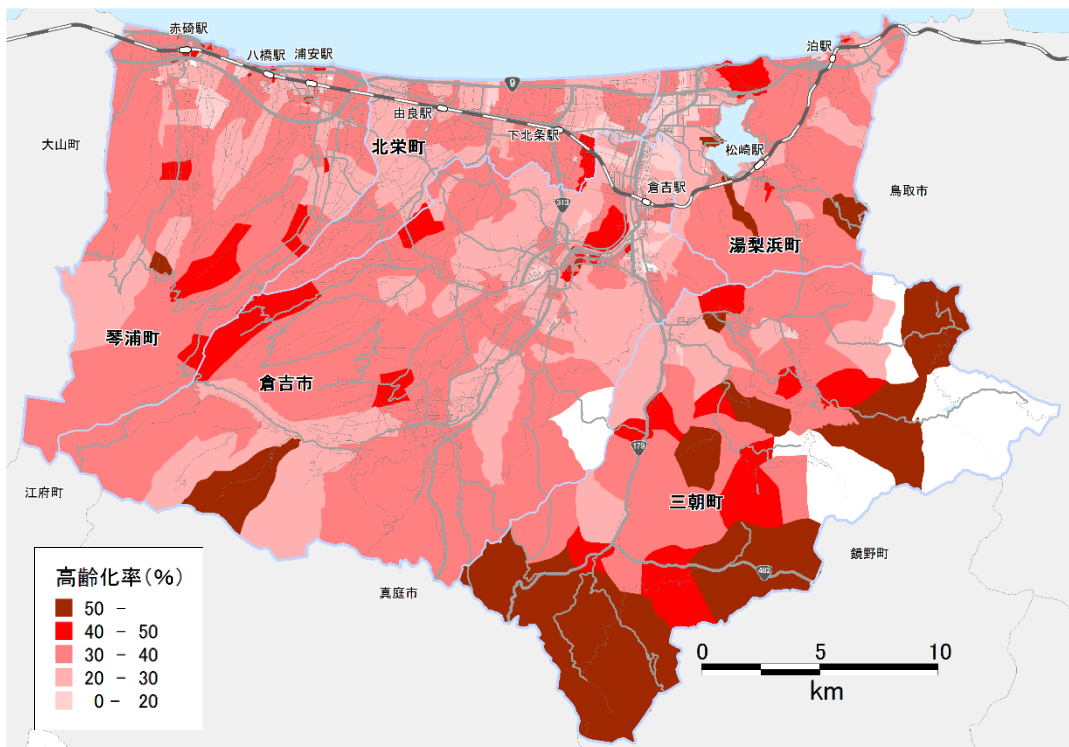 赤碕駅
八橋駅
浦安駅
泊駅
9
由良駅
大山町
北栄町
下北条駅
松崎駅
倉吉駅
鳥取市
313
湯梨浜町
琴浦町
倉吉市
179
三朝町
江府町
鏡野町
482
真庭市
高齢化率(%)
50 -
40 - 50
30 - 40
20 - 30
0 - 20
0 5 10
km